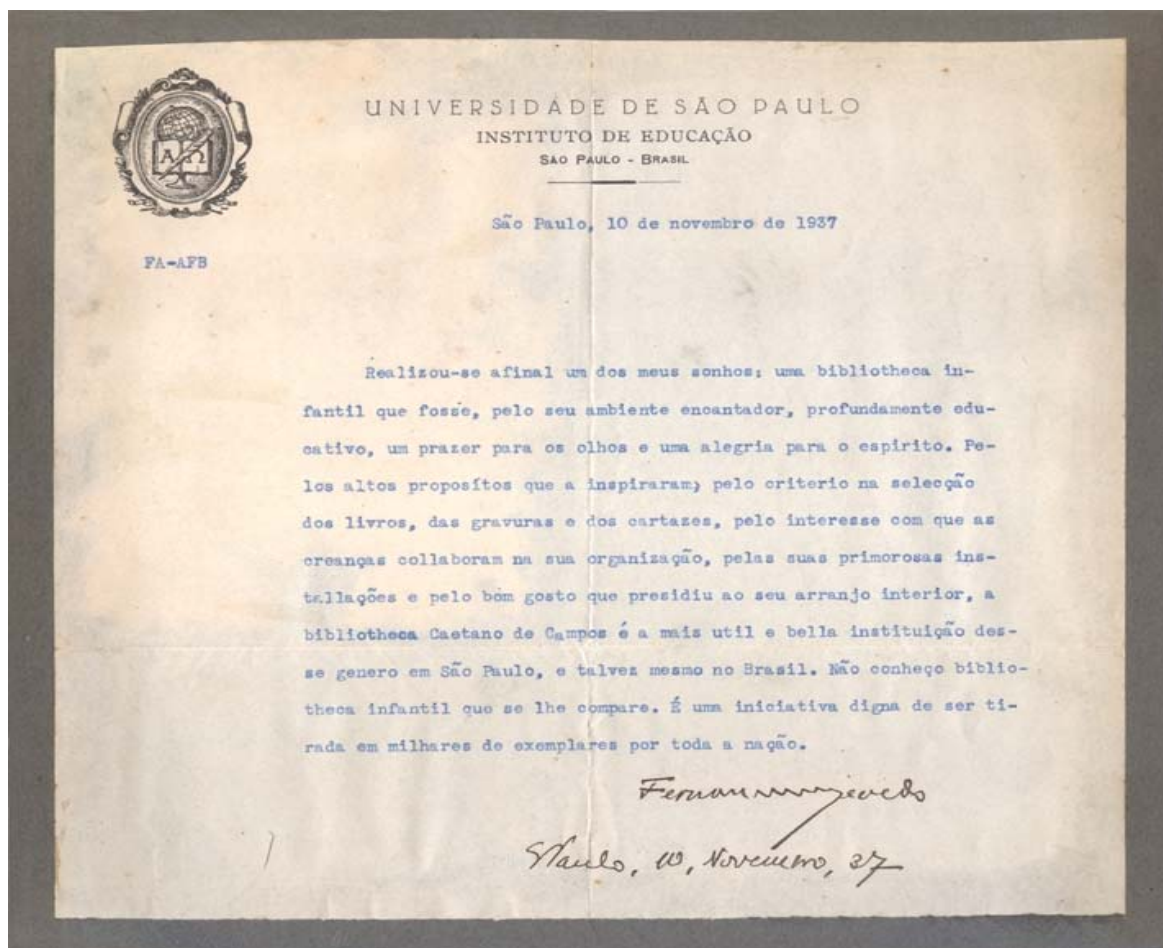 UNIVERSIDADE DE SÃO PAULO
INSTITUTO DE EDUCAÇÃO
SÃO PAULO - BRASIL
São Paulo, 10 de novembro de 1937
FA-AFB
A Ω
Realizou-se afinal um dos meus sonhos: uma bibliotheca in-
fantil que fosse, pelo seu ambiente encantador, profundamente edu-
cativo, um prazer para os olhos e uma alegria para o espirito. Pe-
los altos propositos que a inspiraram, pelo criterio na selecção
dos livros, das gravuras e dos cartazes, pelo interesse com que as
creanças collaboram na sua organização, pelas suas primorosas ins-
tallações e pelo bom gosto que presidiu ao seu arranjo interior, a
bibliotheca Caetano de Campos é a mais util e bella instituição des-
se genero em São Paulo, e talvez mesmo no Brasil. Não conheço biblio-
theca infantil que se lhe compare. É uma iniciativa digna de ser ti-
rada em milhares de exemplares por toda a nação.
S Paulo, 10, Novembro, 37